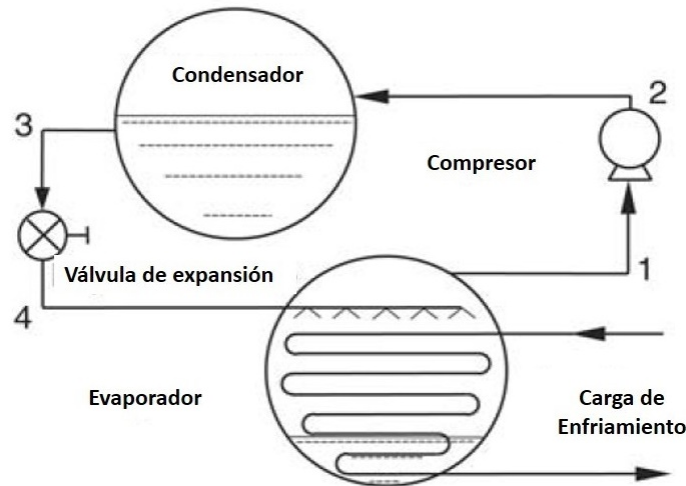 Condensador
2
3
Compresor
Válvula de expansión
1
4
Evaporador
Carga de
Enfriamiento